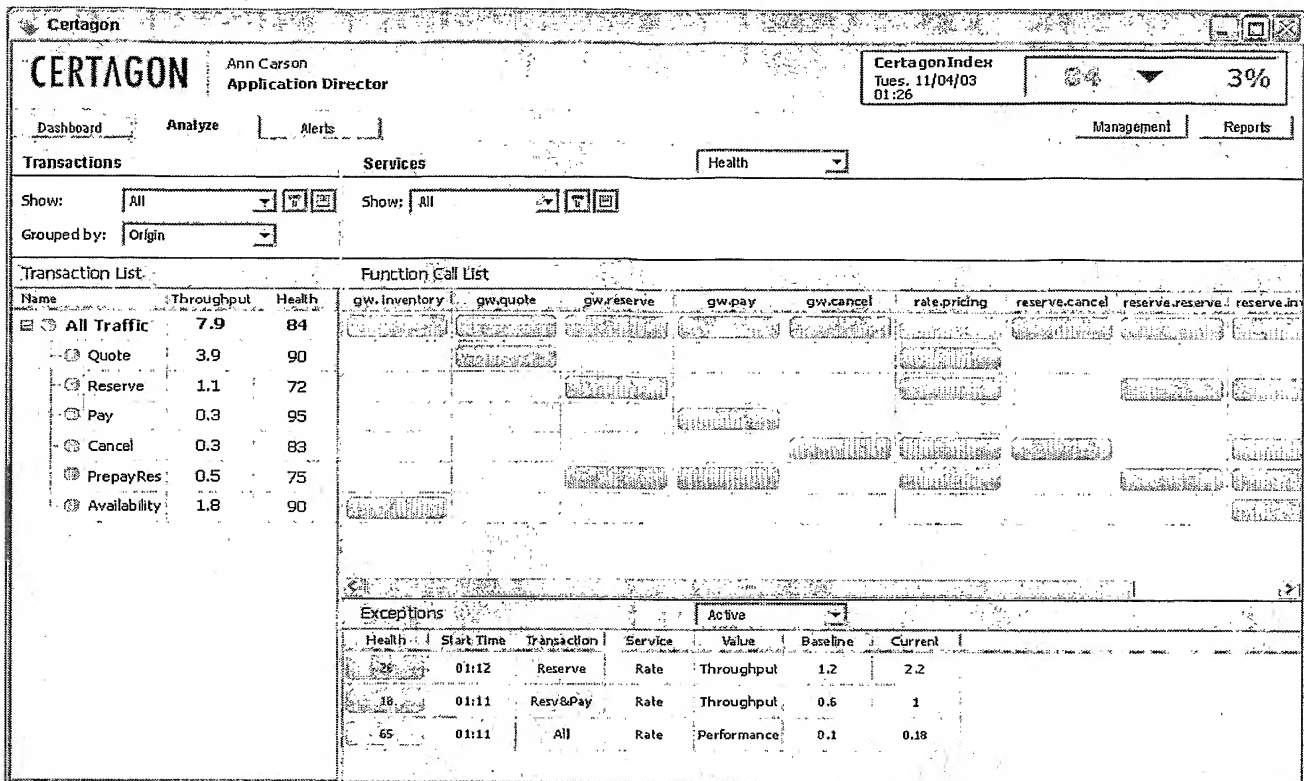 Certagon
CERTAGON
Ann Carson
Application Director
CertagonIndex
Tues, 11/04/03
01:26
84 3%
Dashboard Analyze Alerts Management Reports
Transactions Services Health
Show: All Show: All
Grouped by: Origin
Transaction List Function Call List
Name Throughput Health gw.inventory gw.quote gw.reserve gw.pay gw.cancel rate.pricing reserve.cancel reserve.reserve reserve.inv
All Traffic 7.9 84
Quote 3.9 90
Reserve 1.1 72
Pay 0.3 95
Cancel 0.3 83
PrepayRes 0.5 75
Availability 1.8 90
Exceptions Active
Health Start Time Transaction Service Value Baseline Current
26 01:12 Reserve Rate Throughput 1.2 2.2
18 01:11 Resv&Pay Rate Throughput 0.6 1
65 01:11 All Rate Performance 0.1 0.18